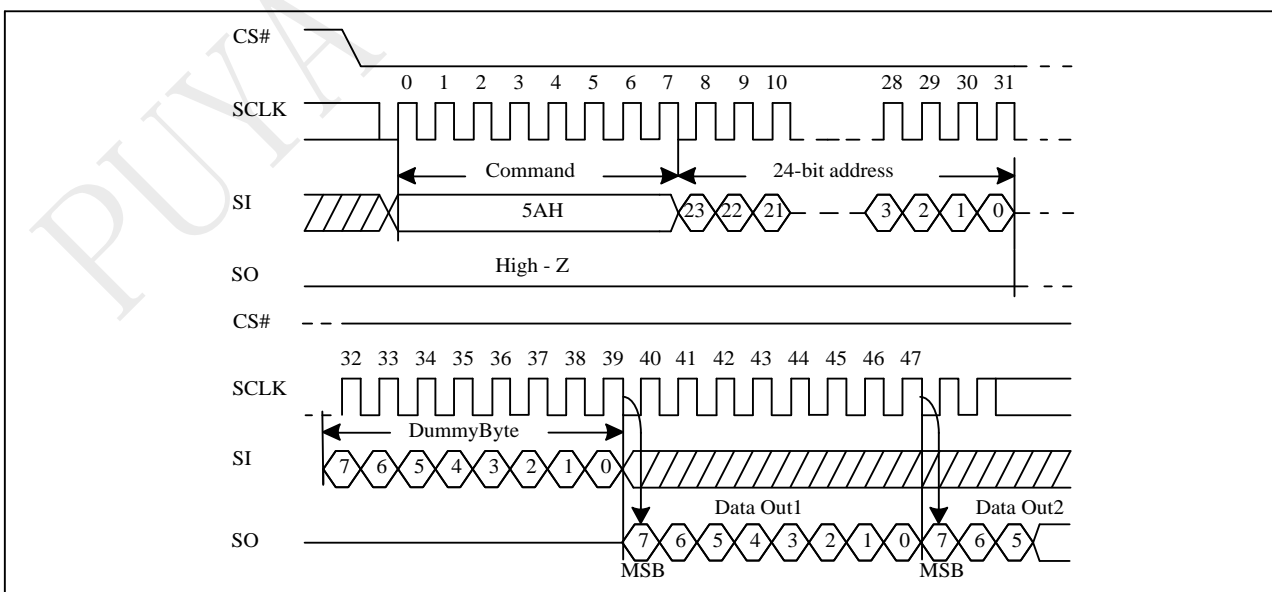 PUYA
CS#
0 1 2 3 4 5 6 7 8 9 10 28 29 30 31
SCLK
Command 24-bit address
SI 5AH 23 22 21 3 2 1 0
High - Z
SO
CS#
32 33 34 35 36 37 38 39 40 41 42 43 44 45 46 47
SCLK
DummyByte
SI 7 6 5 4 3 2 1 0
Data Out1 Data Out2
SO 7 6 5 4 3 2 1 0 7 6 5
MSB MSB